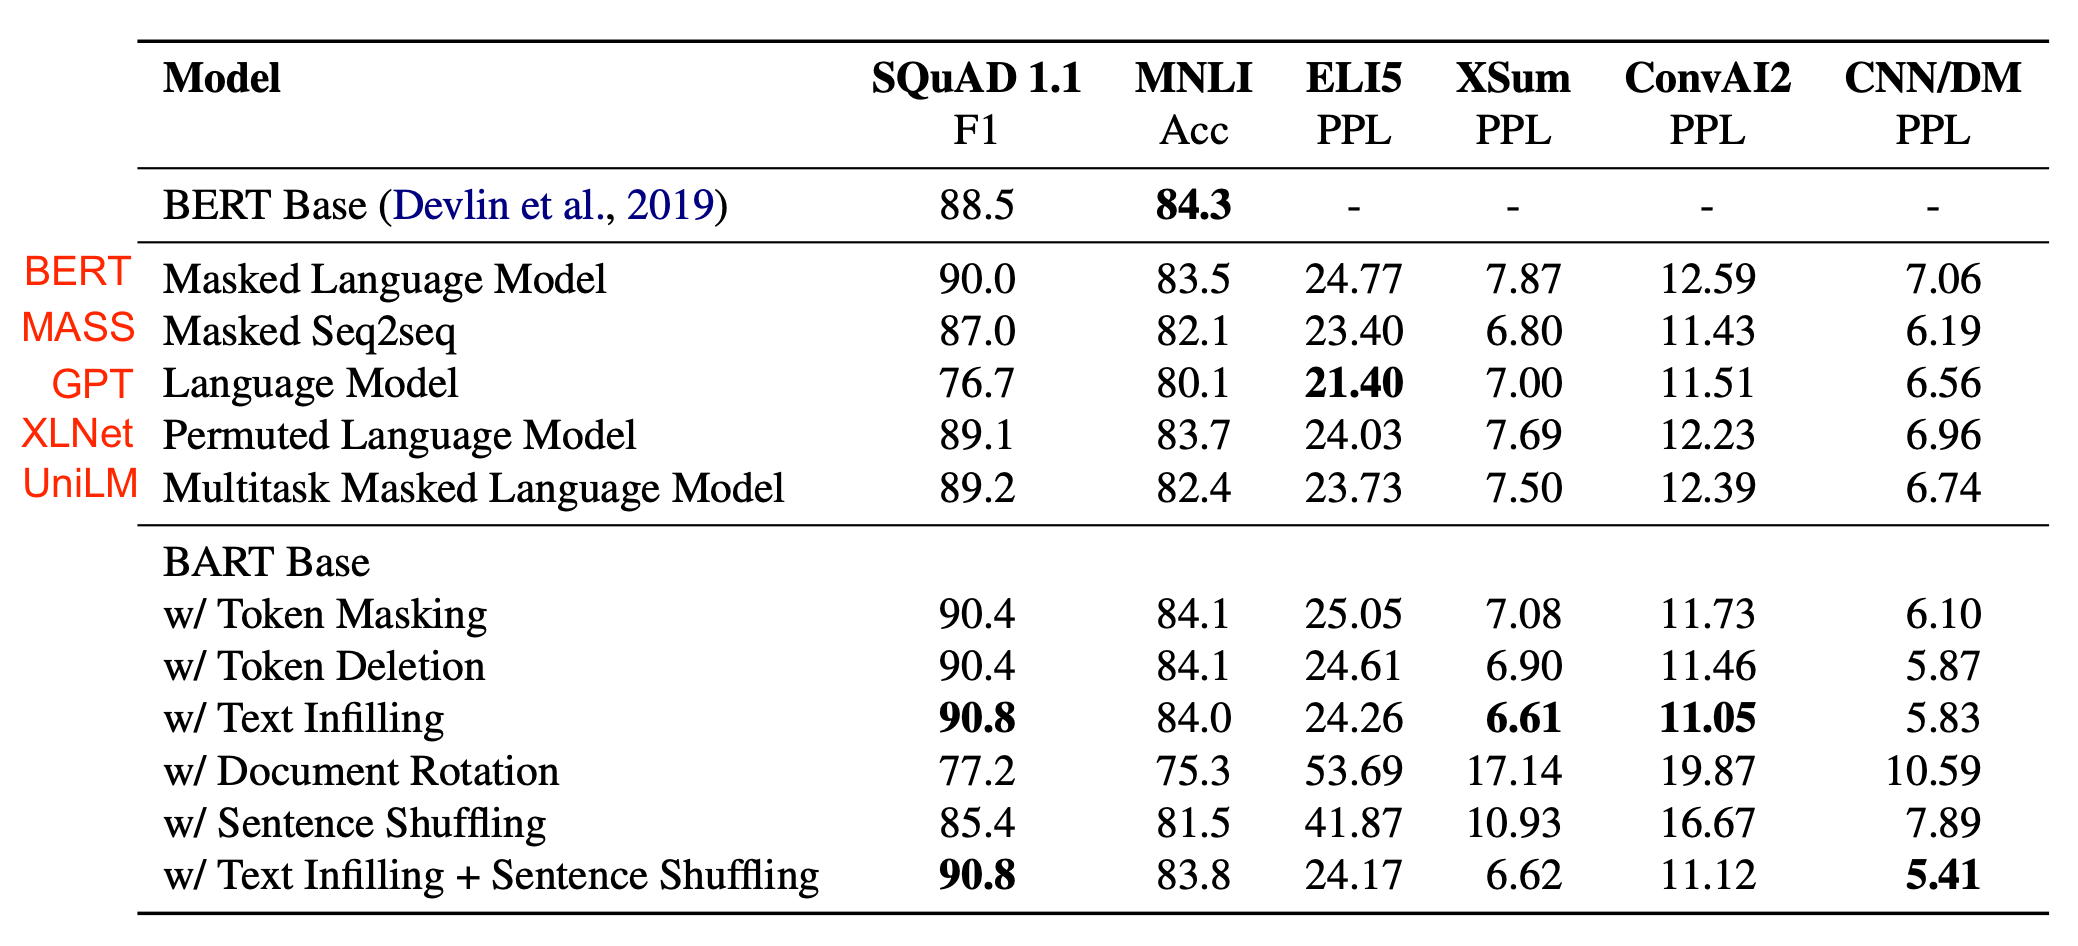 Model SQuAD 1.1 MNLI ELI5 XSum ConvAI2 CNN/DM
F1 Acc PPL PPL PPL PPL
BERT Base (Devlin et al., 2019) 88.5 84.3 - - - -
BERT Masked Language Model 90.0 83.5 24.77 7.87 12.59 7.06
MASS Masked Seq2seq 87.0 82.1 23.40 6.80 11.43 6.19
GPT Language Model 76.7 80.1 21.40 7.00 11.51 6.56
XLNet Permuted Language Model 89.1 83.7 24.03 7.69 12.23 6.96
UniLM Multitask Masked Language Model 89.2 82.4 23.73 7.50 12.39 6.74
BART Base
w/ Token Masking 90.4 84.1 25.05 7.08 11.73 6.10
w/ Token Deletion 90.4 84.1 24.61 6.90 11.46 5.87
w/ Text Infilling 90.8 84.0 24.26 6.61 11.05 5.83
w/ Document Rotation 77.2 75.3 53.69 17.14 19.87 10.59
w/ Sentence Shuffling 85.4 81.5 41.87 10.93 16.67 7.89
w/ Text Infilling + Sentence Shuffling 90.8 83.8 24.17 6.62 11.12 5.41